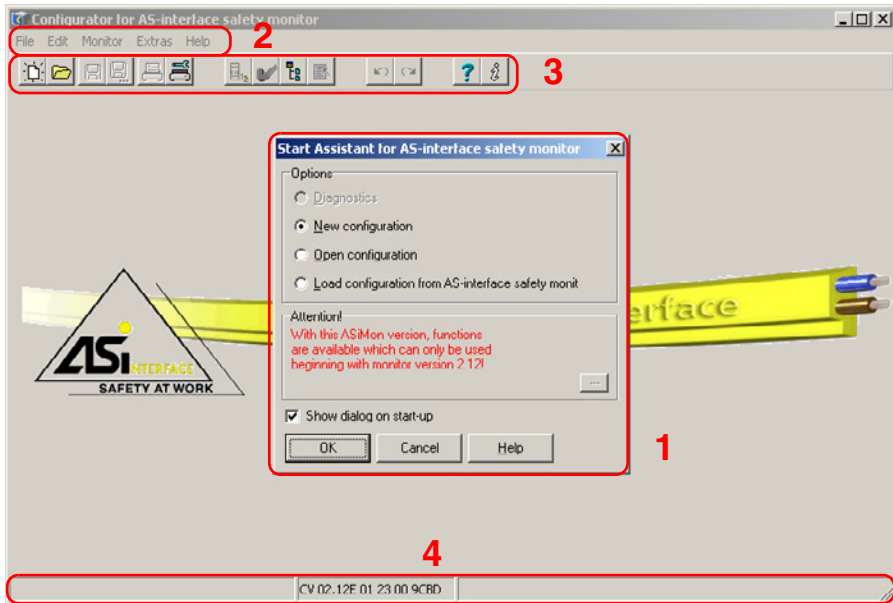 Configurator for AS-interface safety monitor
File Edit Monitor Extras Help
2
3
Start Assistant for AS-interface safety monitor
Options
Diagnostics
New configuration
Open configuration
Load configuration from AS-interface safety monit
Attention!
With this ASiMon version, functions
are available which can only be used
beginning with monitor version 2.12!
...
Show dialog on start-up
OK Cancel Help
1
erface
ASi INTERFACE
SAFETY AT WORK
4
CV 02.12E 01 23 00 9CBD